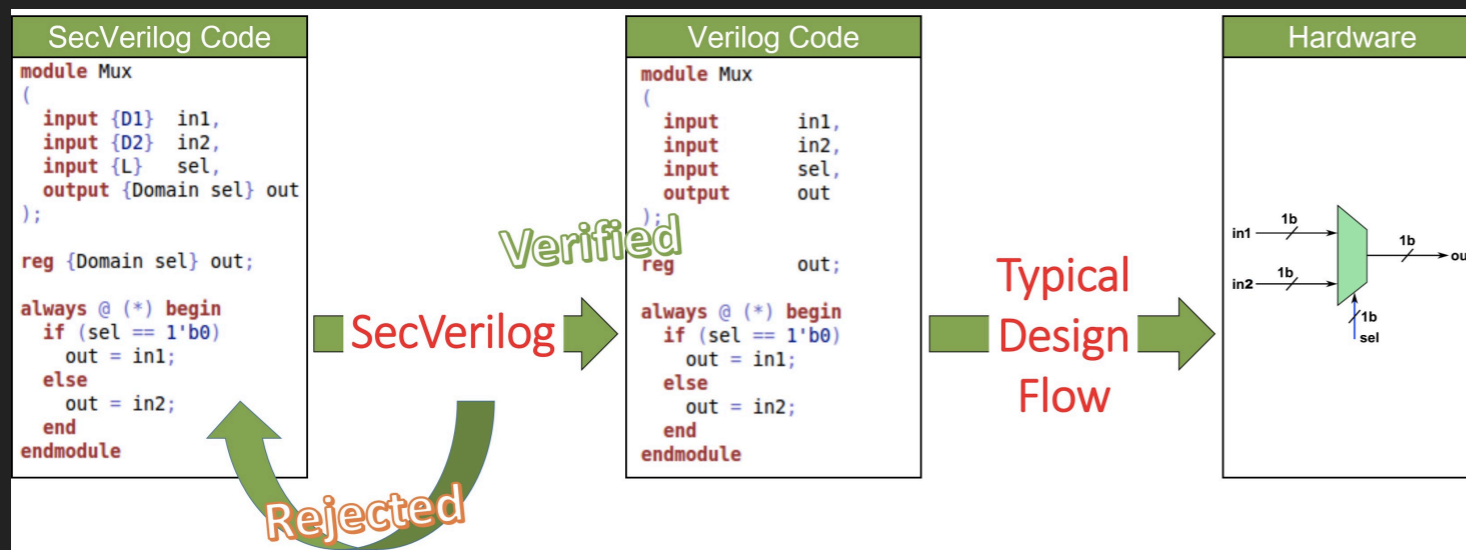 SecVerilog Code
module Mux
(
input {D1} in1,
input {D2} in2,
input {L} sel,
output {Domain sel} out
);
reg {Domain sel} out;
always @ (*) begin
if (sel == 1'b0)
out = in1;
else
out = in2;
end
endmodule
SecVerilog
Verified
Rejected
Verilog Code
module Mux
(
input in1,
input in2,
input sel,
output out
);
reg out;
always @ (*) begin
if (sel == 1'b0)
out = in1;
else
out = in2;
end
endmodule
Typical
Design
Flow
Hardware
in1
1b
in2
1b
1b
ou
1b
sel